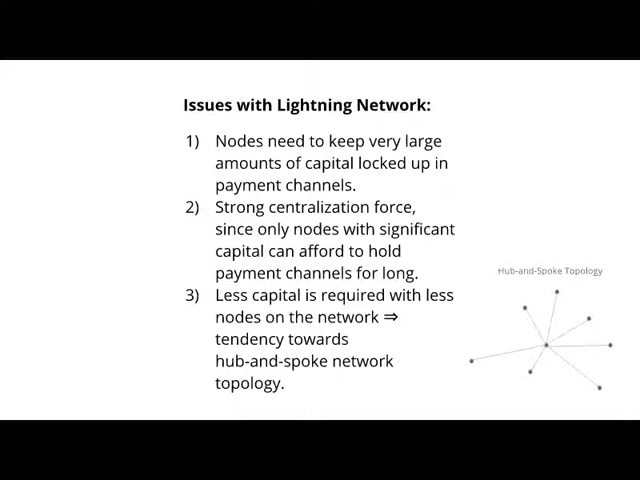 Issues with Lightning Network:
1) Nodes need to keep very large
amounts of capital locked up in
payment channels.
2) Strong centralization force,
since only nodes with significant
capital can afford to hold
payment channels for long.
3) Less capital is required with less
nodes on the network ⇒
tendency towards
hub-and-spoke network
topology.
Hub-and-Spoke Topology